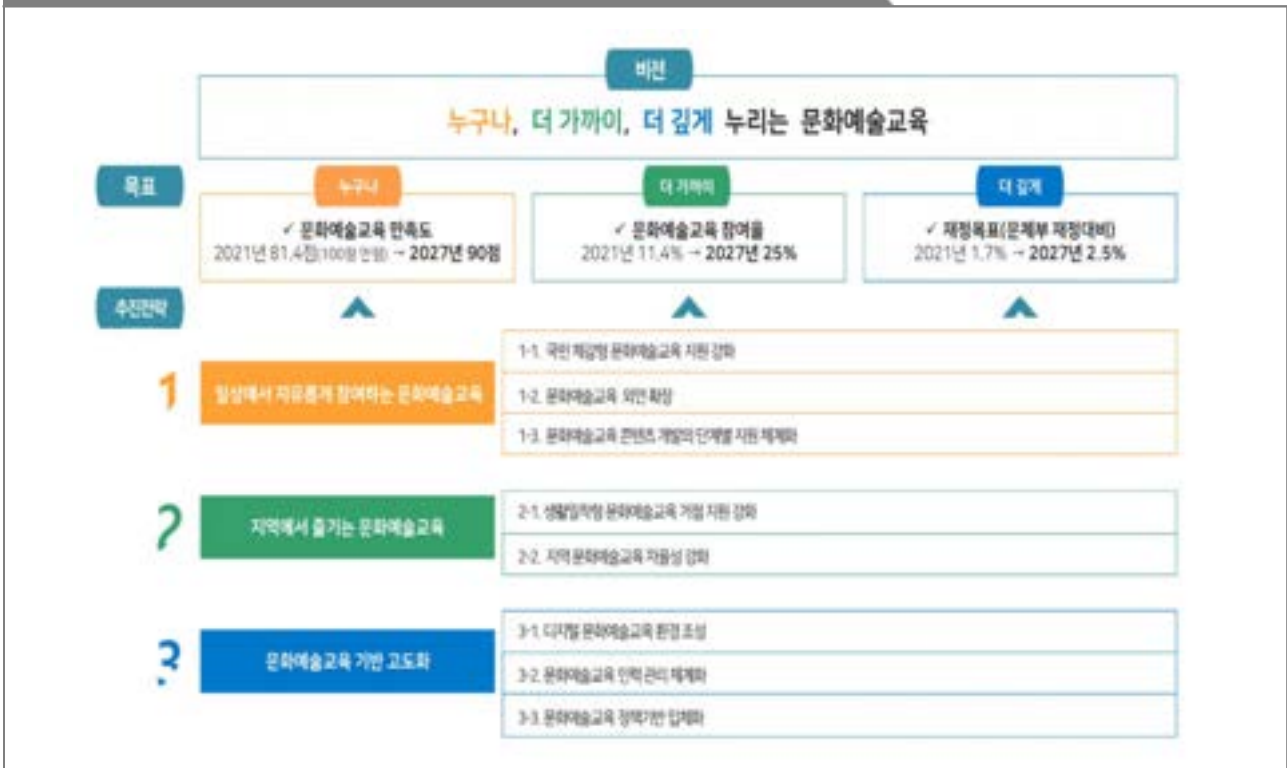 비전
누구나, 더 가까이, 더 깊게 누리는 문화예술교육
목표
누구나
✓ 문화예술교육 만족도
2021년 81.4점(100점 만점) → 2027년 90점
더 가까이
✓ 문화예술교육 참여율
2021년 11.4% → 2027년 25%
더 깊게
✓ 재정목표(문체부 재정대비)
2021년 1.7% → 2027년 2.5%
추진전략
1
일상에서 자유롭게 참여하는 문화예술교육
1-1. 국민 체감형 문화예술교육 지원 강화
1-2. 문화예술교육 외연 확장
1-3. 문화예술교육 콘텐츠 개발의 단계별 지원 체계화
2
지역에서 즐기는 문화예술교육
2-1. 생활밀착형 문화예술교육 거점 지원 강화
2-2. 지역 문화예술교육 자율성 강화
3
문화예술교육 기반 고도화
3-1. 디지털 문화예술교육 환경 조성
3-2. 문화예술교육 인력 관리 체계화
3-3. 문화예술교육 정책기반 입체화